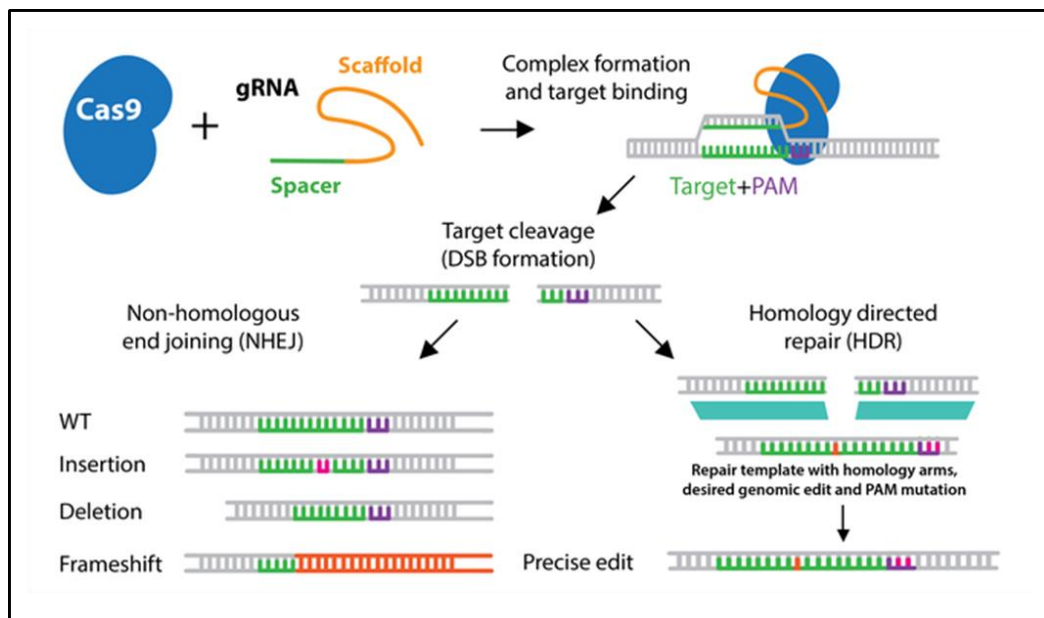 Cas9
+
gRNA
Scaffold
Spacer
Complex formation
and target binding
Target+PAM
Target cleavage
(DSB formation)
Non-homologous
end joining (NHEJ)
Homology directed
repair (HDR)
WT
Insertion
Deletion
Frameshift
Repair template with homology arms,
desired genomic edit and PAM mutation
Precise edit